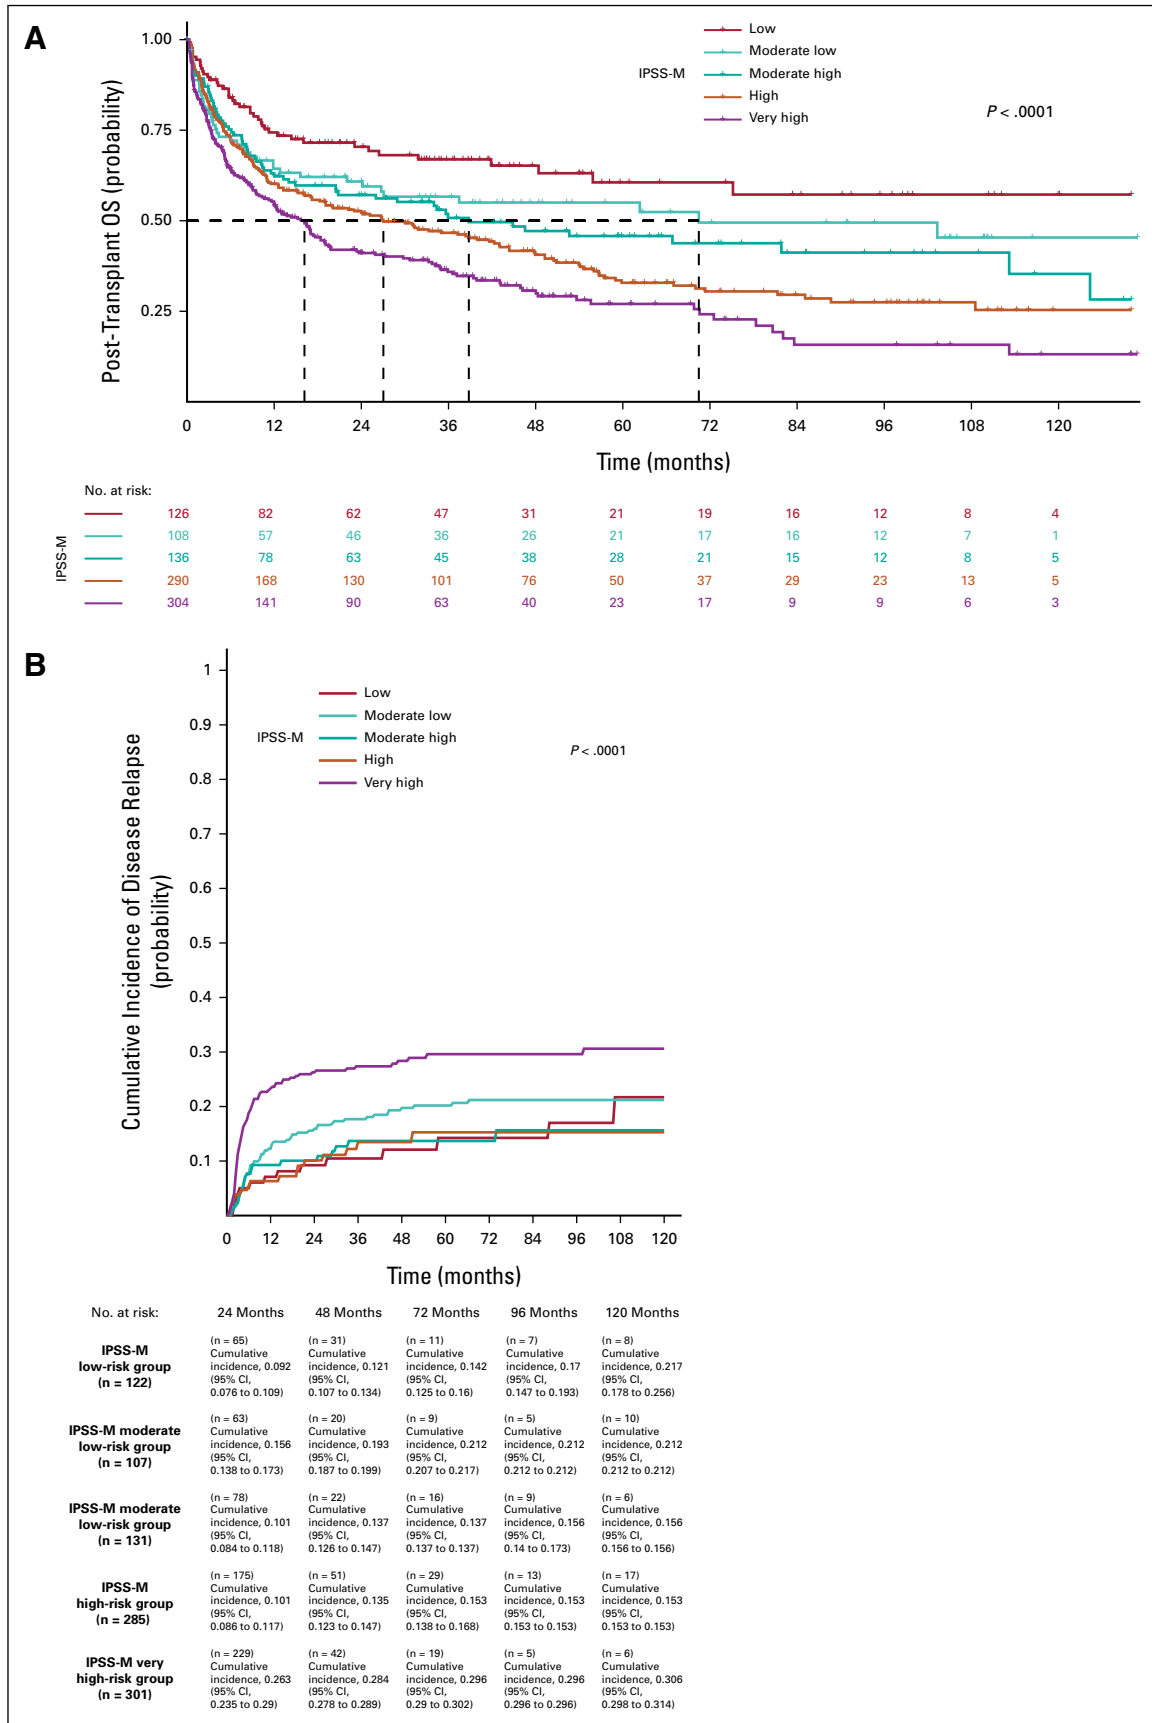 A
Low
Moderate low
IPSS-M
Moderate high
High
Very high
P < .0001
Post-Transplant OS (probability)
1.00
0.75
0.50
0.25
0 12 24 36 48 60 72 84 96 108 120
Time (months)
No. at risk:
IPSS-M
126 82 62 47 31 21 19 16 12 8 4
108 57 46 36 26 21 17 16 12 7 1
136 78 63 45 38 28 21 15 12 8 5
290 168 130 101 76 50 37 29 23 13 5
304 141 90 63 40 23 17 9 9 6 3
B
Low
Moderate low
IPSS-M
Moderate high
High
Very high
P < .0001
Cumulative Incidence of Disease Relapse
(probability)
1
0.9
0.8
0.7
0.6
0.5
0.4
0.3
0.2
0.1
0 12 24 36 48 60 72 84 96 108 120
Time (months)
No. at risk: 24 Months 48 Months 72 Months 96 Months 120 Months
IPSS-M
low-risk group
(n = 122)
(n = 65) (n = 31) (n = 11) (n = 7) (n = 8)
Cumulative Cumulative Cumulative Cumulative Cumulative
incidence, 0.092 incidence, 0.121 incidence, 0.142 incidence, 0.17 incidence, 0.217
(95% CI, (95% CI, (95% CI, (95% CI, (95% CI,
0.076 to 0.109) 0.107 to 0.134) 0.125 to 0.16) 0.147 to 0.193) 0.178 to 0.256)
IPSS-M moderate
low-risk group
(n = 107)
(n = 63) (n = 20) (n = 9) (n = 5) (n = 10)
Cumulative Cumulative Cumulative Cumulative Cumulative
incidence, 0.156 incidence, 0.193 incidence, 0.212 incidence, 0.212 incidence, 0.212
(95% CI, (95% CI, (95% CI, (95% CI, (95% CI,
0.138 to 0.173) 0.187 to 0.199) 0.207 to 0.217) 0.212 to 0.212) 0.212 to 0.212)
IPSS-M moderate
low-risk group
(n = 131)
(n = 78) (n = 22) (n = 16) (n = 9) (n = 6)
Cumulative Cumulative Cumulative Cumulative Cumulative
incidence, 0.101 incidence, 0.137 incidence, 0.137 incidence, 0.156 incidence, 0.156
(95% CI, (95% CI, (95% CI, (95% CI, (95% CI,
0.084 to 0.118) 0.126 to 0.147) 0.137 to 0.137) 0.14 to 0.173) 0.156 to 0.156)
IPSS-M
high-risk group
(n = 285)
(n = 175) (n = 51) (n = 29) (n = 13) (n = 17)
Cumulative Cumulative Cumulative Cumulative Cumulative
incidence, 0.101 incidence, 0.135 incidence, 0.153 incidence, 0.153 incidence, 0.153
(95% CI, (95% CI, (95% CI, (95% CI, (95% CI,
0.086 to 0.117) 0.123 to 0.147) 0.138 to 0.168) 0.153 to 0.153) 0.153 to 0.153)
IPSS-M very
high-risk group
(n = 301)
(n = 229) (n = 42) (n = 19) (n = 5) (n = 6)
Cumulative Cumulative Cumulative Cumulative Cumulative
incidence, 0.263 incidence, 0.284 incidence, 0.296 incidence, 0.296 incidence, 0.306
(95% CI, (95% CI, (95% CI, (95% CI, (95% CI,
0.235 to 0.29) 0.278 to 0.289) 0.29 to 0.302) 0.296 to 0.296) 0.298 to 0.314)